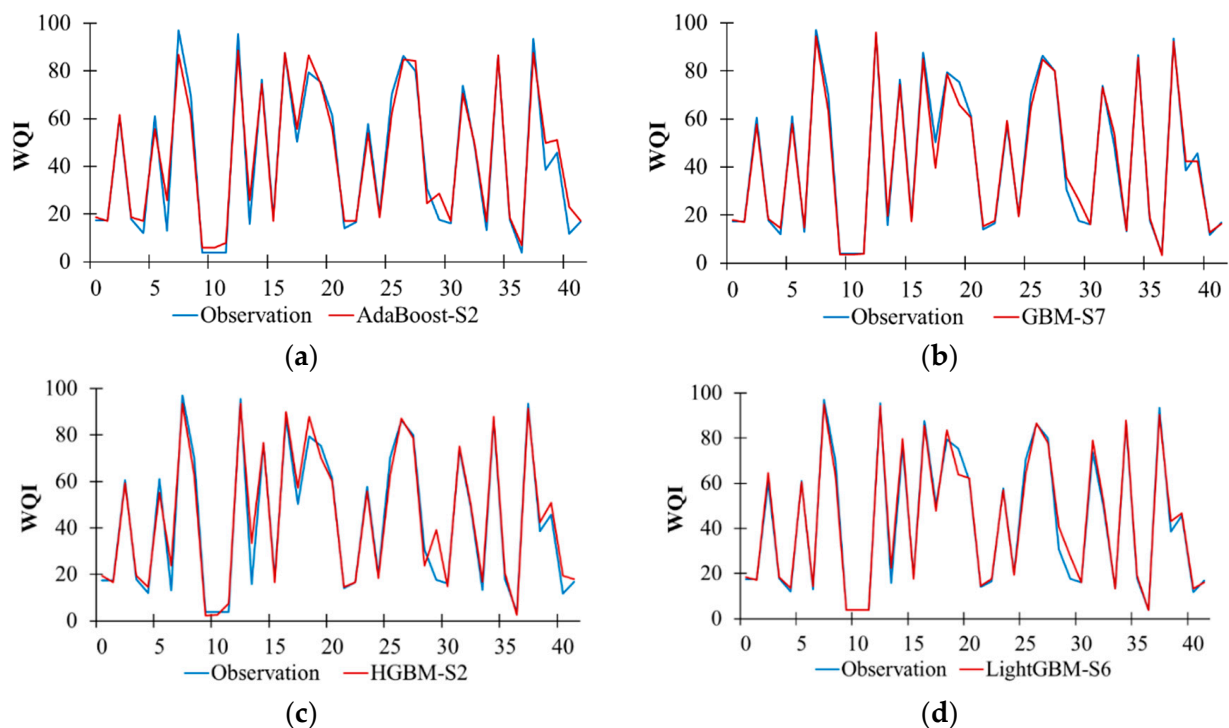 100
80
60
40
20
0
WQI
0 5 10 15 20 25 30 35 40
Observation AdaBoost-S2
(a)
100
80
60
40
20
0
WQI
0 5 10 15 20 25 30 35 40
Observation GBM-S7
(b)
100
80
60
40
20
0
WQI
0 5 10 15 20 25 30 35 40
Observation HGBM-S2
(c)
100
80
60
40
20
0
WQI
0 5 10 15 20 25 30 35 40
Observation LightGBM-S6
(d)